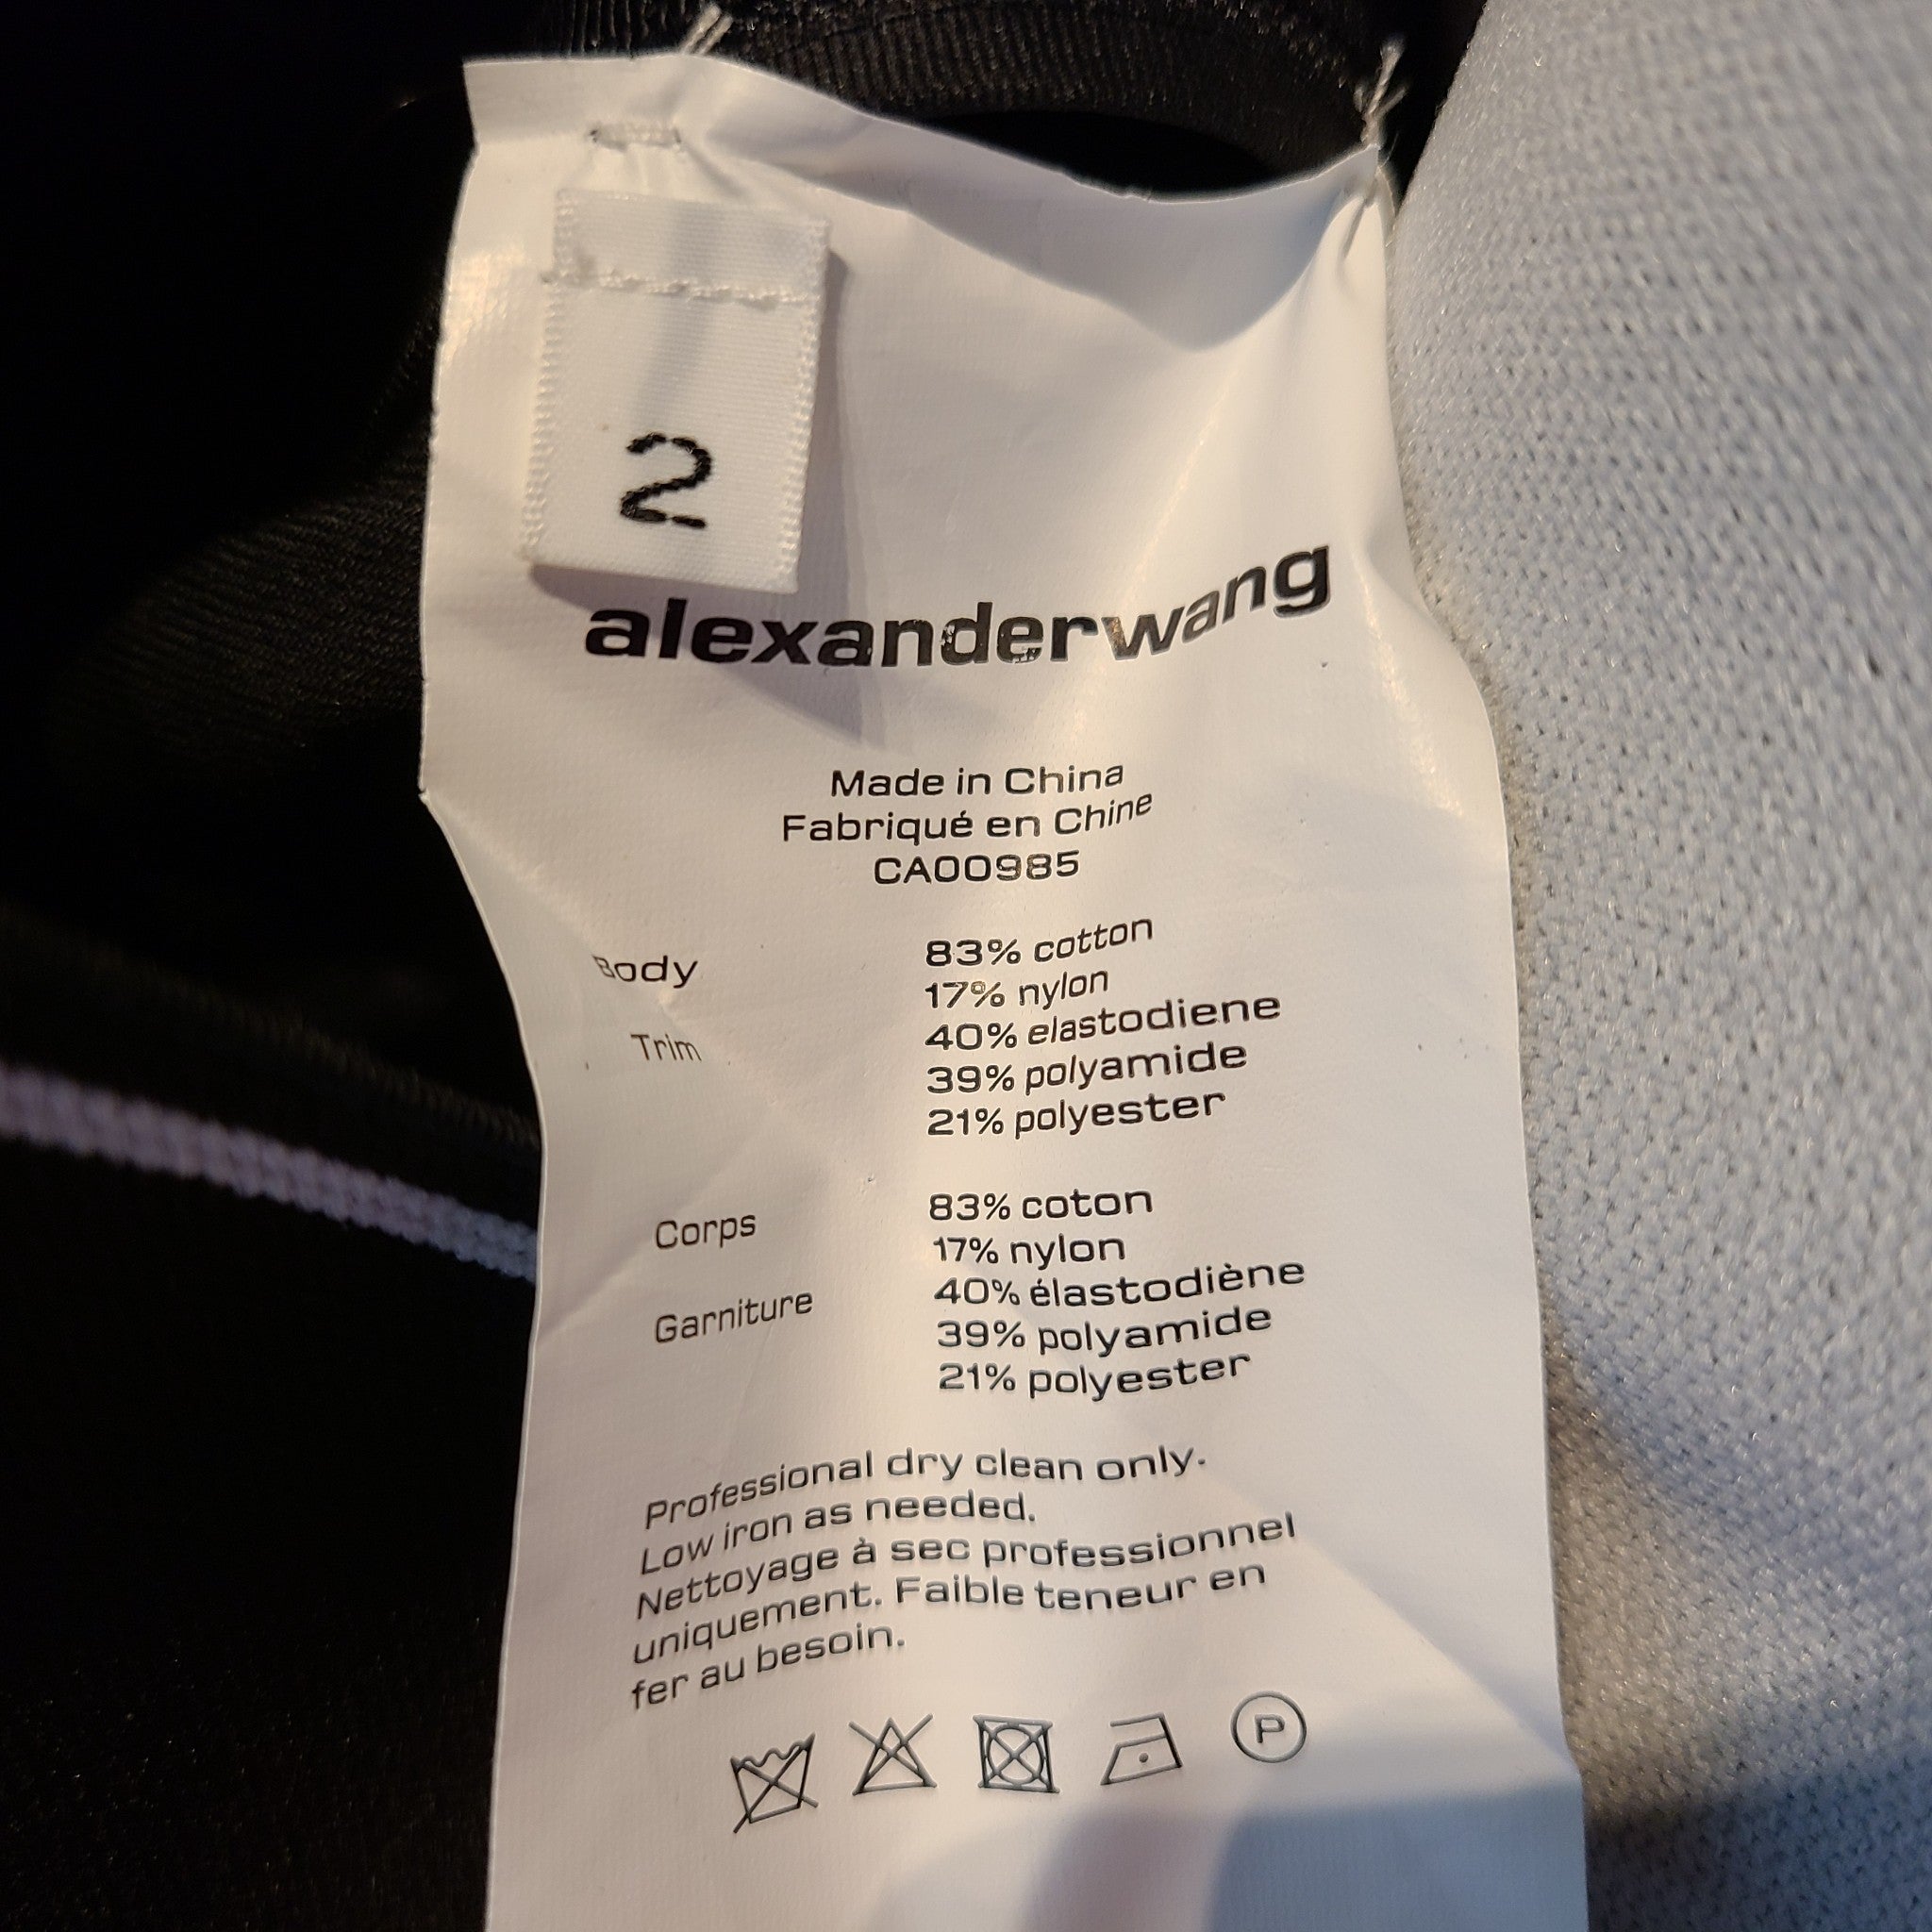 2
alexanderwang
Made in China
Fabriqué en Chine
CA00985
Body 83% cotton
17% nylon
Trim 40% elastodiene
39% polyamide
21% polyester
Corps 83% coton
17% nylon
Garniture 40% élastodiène
39% polyamide
21% polyester
Professional dry clean only.
Low iron as needed.
Nettoyage à sec professionnel
uniquement. Faible teneur en
fer au besoin.
P